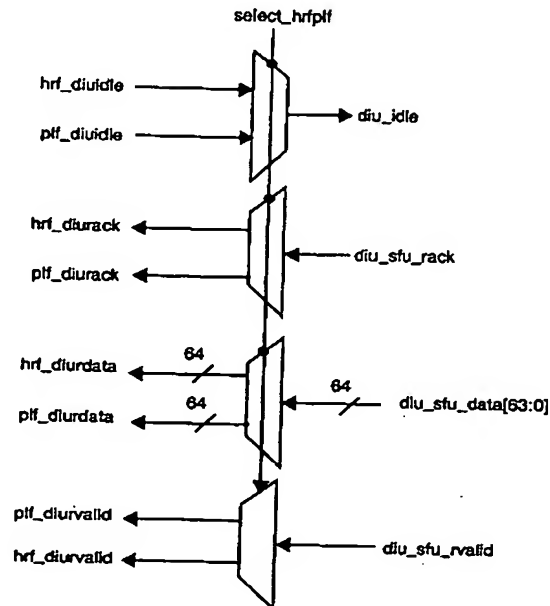 select_hrfplf
hrf_diuidle
plf_diuidle
diu_idle
hrf_diurack
plf_diurack
diu_sfu_rack
64
hrf_diurdata
64
plf_diurdata
64
diu_sfu_data[63:0]
plf_diurvalid
hrf_diurvalid
diu_sfu_rvalid